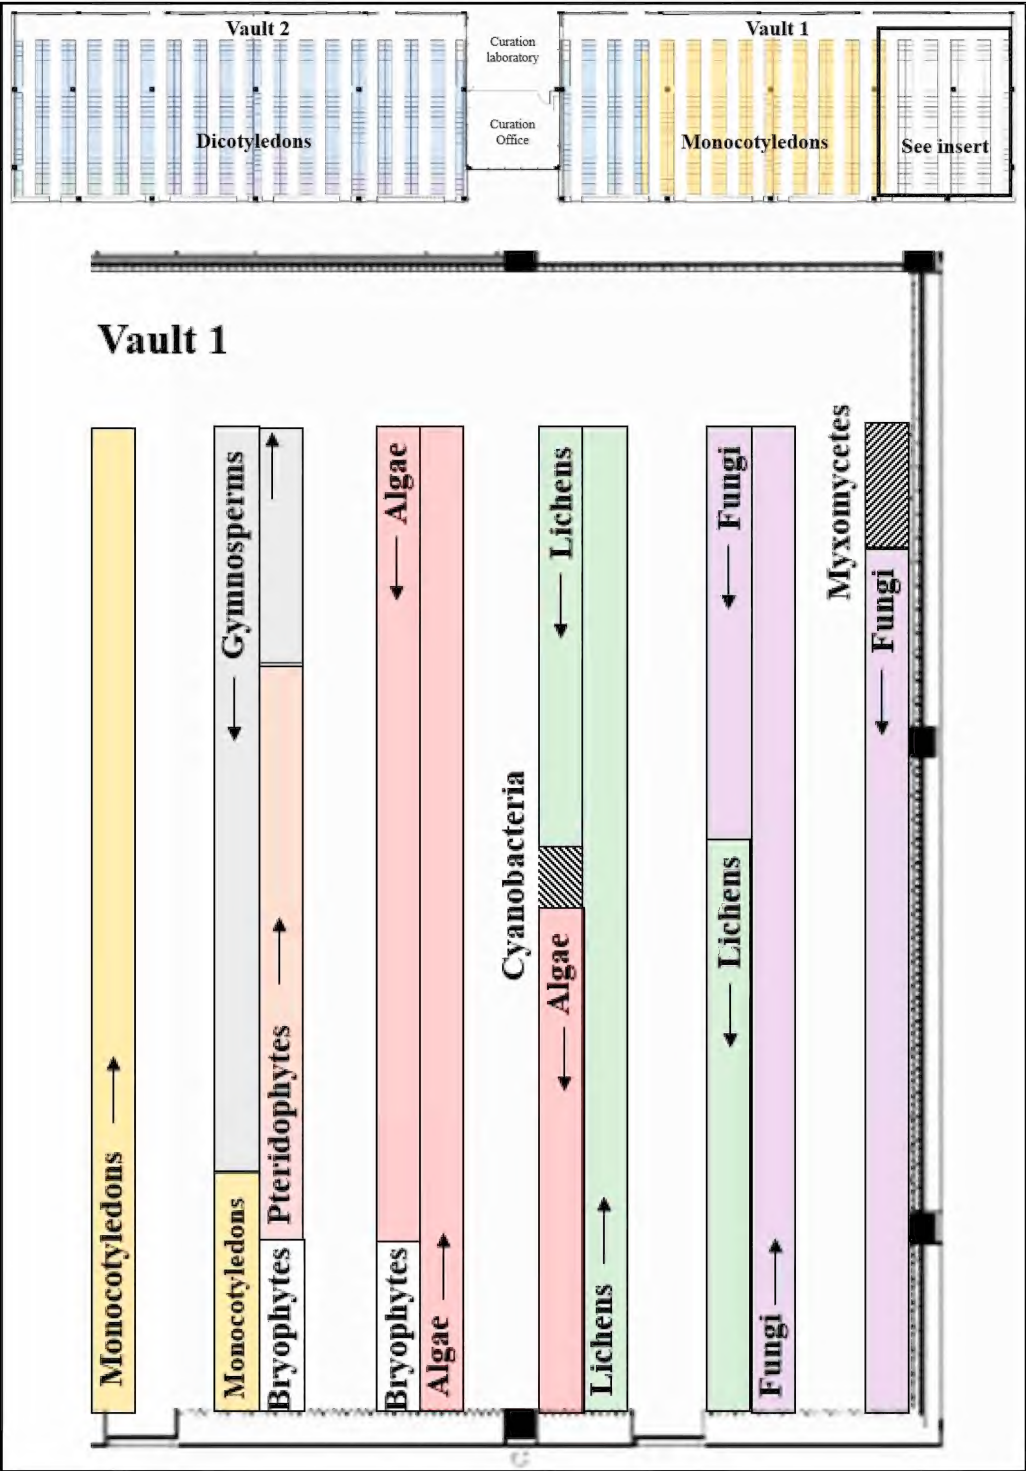 Vault 2
Curation
laboratory
Vault 1
Curation
Office
Dicotyledons
Monocotyledons
See insert
Vault 1
Monocotyledons
Gymnosperms
Monocotyledons
Pteridophytes
Bryophytes
Algae
Bryophytes
Algae
Lichens
Cyanobacteria
Algae
Lichens
Fungi
Lichens
Fungi
Myxomycetes
Fungi